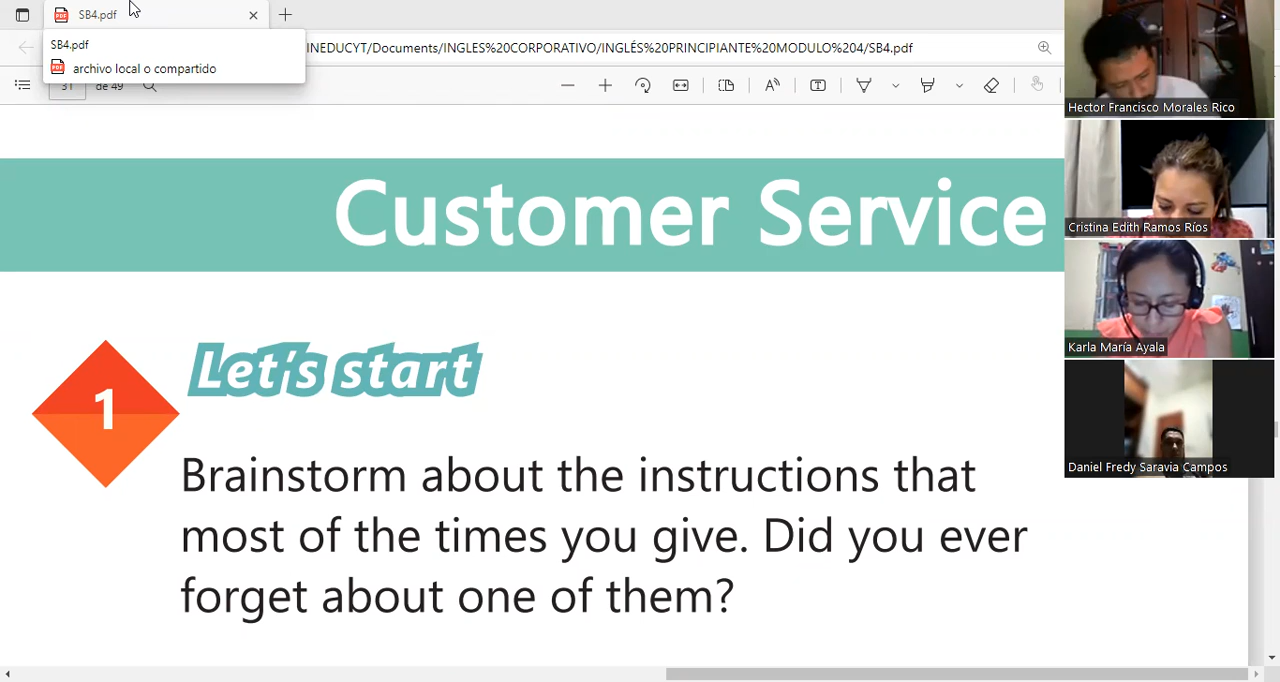 SB4.pdf
SB4.pdf
archivo local o compartido
INEDUCYT/Documents/INGLES%20CORPORATIVO/INGLÉS%20PRINCIPIANTE%20MODULO%204/SB4.pdf
31 de 49
Customer Service
Let's start
1
Brainstorm about the instructions that
most of the times you give. Did you ever
forget about one of them?
Hector Francisco Morales Rico
Cristina Edith Ramos Ríos
Karla María Ayala
Daniel Fredy Saravia Campos